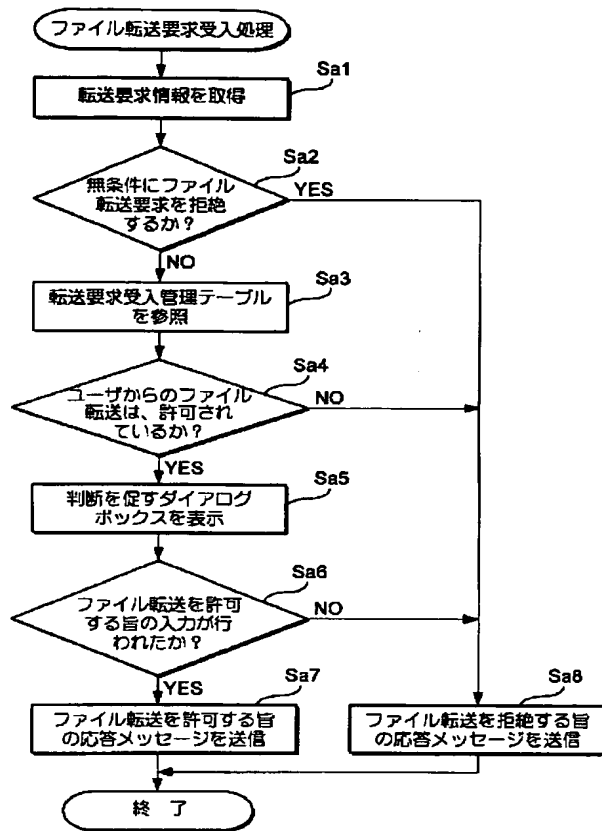 ファイル転送要求受入処理
Sa1
転送要求情報を取得
Sa2
無条件にファイル
転送要求を拒絶
するか？
YES
NO
Sa3
転送要求受入管理テーブル
を参照
Sa4
ユーザからのファイル
転送は、許可され
ているか？
NO
YES
Sa5
判断を促すダイアログ
ボックスを表示
Sa6
ファイル転送を許可
する旨の入力が行
われたか？
NO
YES
Sa7
ファイル転送を許可する旨
の応答メッセージを送信
Sa8
ファイル転送を拒絶する旨
の応答メッセージを送信
終 了